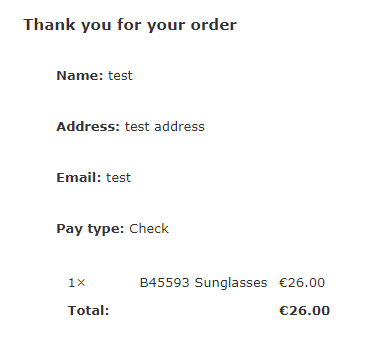 Thank you for your order
Name: test
Address: test address
Email: test
Pay type: Check
1× B45593 Sunglasses €26.00
Total: €26.00